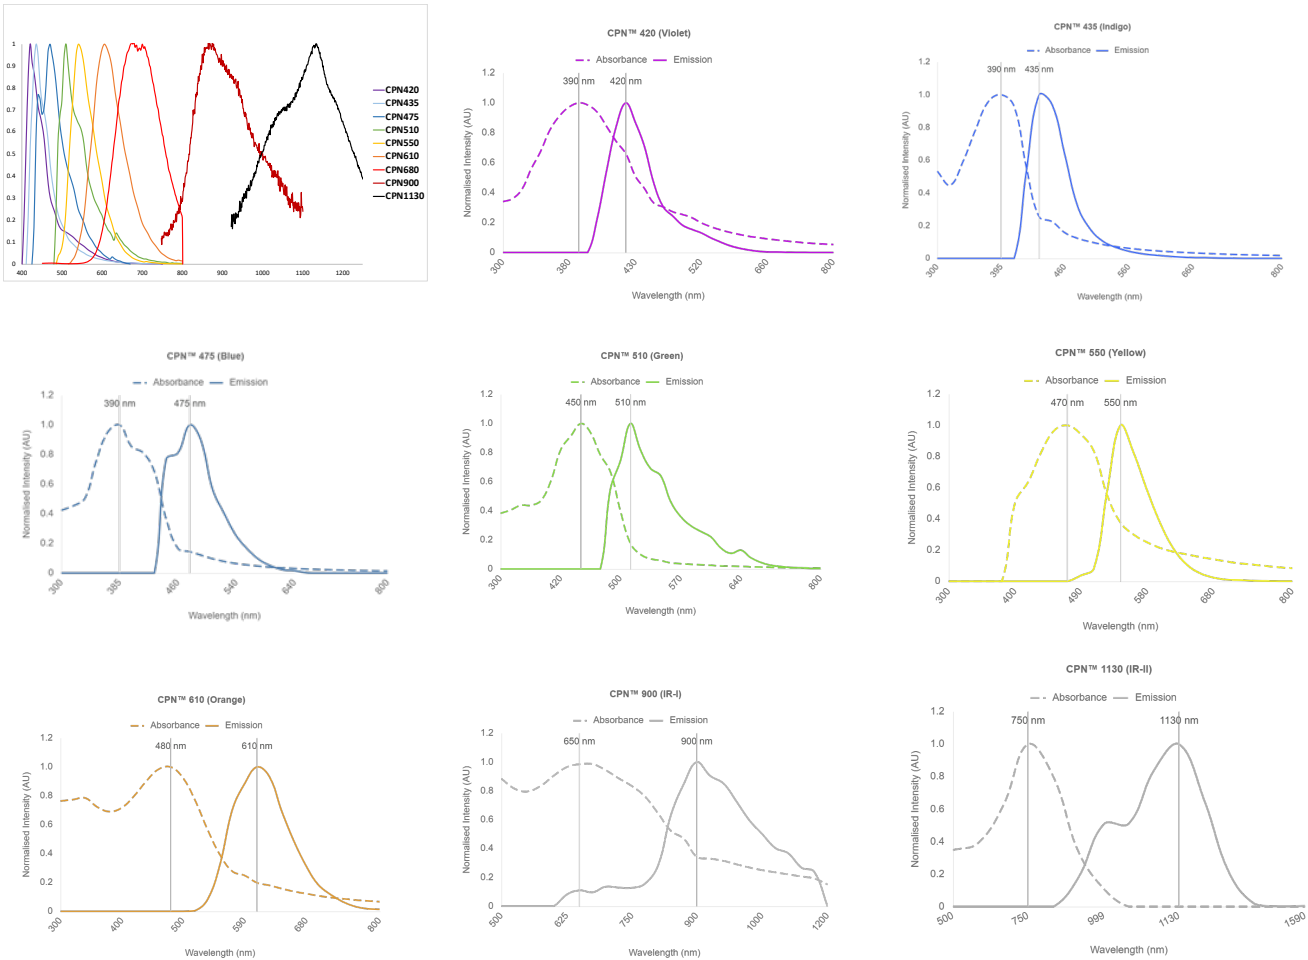 1
0.9
0.8
0.7
0.6
0.5
0.4
0.3
0.2
0.1
0
400 500 600 700 800 900 1000 1100 1200
CPN420
CPN435
CPN475
CPN510
CPN550
CPN610
CPN680
CPN900
CPN1130
CPN™ 420 (Violet)
Absorbance Emission
390 nm 420 nm
Normalised Intensity (AU)
1.2
1.0
0.8
0.6
0.4
0.2
0
300 380 430 520 660 800
Wavelength (nm)
CPN™ 435 (Indigo)
Absorbance Emission
390 nm 435 nm
Normalised Intensity (AU)
1.2
1.0
0.8
0.6
0.4
0.2
0
300 395 460 560 660 800
Wavelength (nm)
CPN™ 475 (Blue)
Absorbance Emission
390 nm 475 nm
Normalised Intensity (AU)
1.2
1.0
0.8
0.6
0.4
0.2
0
300 385 460 540 640 800
Wavelength (nm)
CPN™ 510 (Green)
Absorbance Emission
450 nm 510 nm
Normalised Intensity (AU)
1.2
1.0
0.8
0.6
0.4
0.2
0
300 420 500 570 640 800
Wavelength (nm)
CPN™ 550 (Yellow)
Absorbance Emission
470 nm 550 nm
Normalised Intensity (AU)
1.2
1.0
0.8
0.6
0.4
0.2
0
300 400 490 580 680 800
Wavelength (nm)
CPN™ 610 (Orange)
Absorbance Emission
480 nm 610 nm
Normalised Intensity (AU)
1.2
1.0
0.8
0.6
0.4
0.2
0
300 400 500 590 680 800
Wavelength (nm)
CPN™ 900 (IR-I)
Absorbance Emission
650 nm 900 nm
Normalised Intensity (AU)
1.2
1.0
0.8
0.6
0.4
0.2
0
500 625 750 900 1000 1250
Wavelength (nm)
CPN™ 1130 (IR-II)
Absorbance Emission
750 nm 1130 nm
Normalised Intensity (AU)
1.2
1.0
0.8
0.6
0.4
0.2
0
500 750 999 1130 1590
Wavelength (nm)